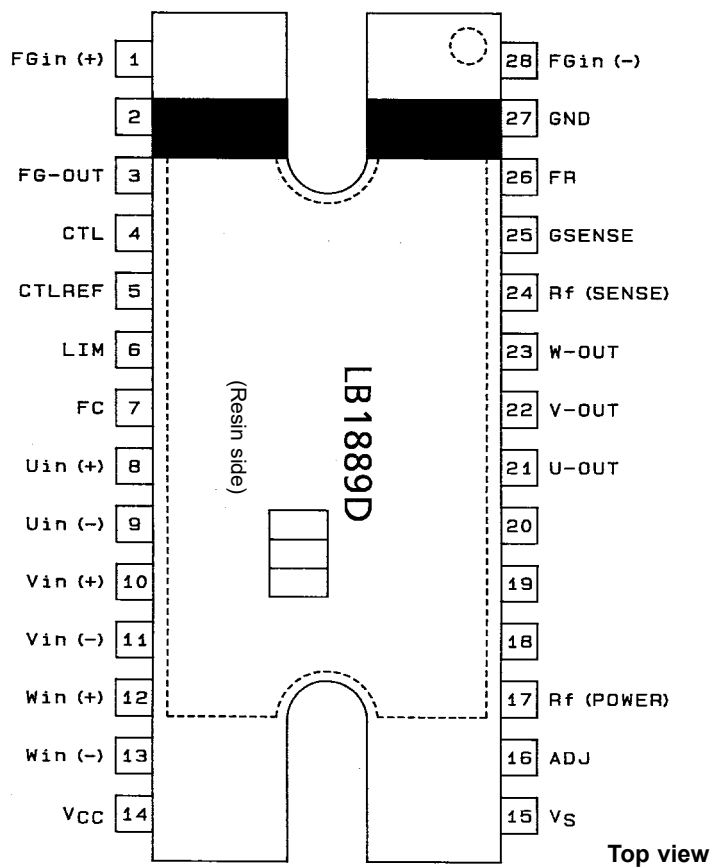 FGin (+) 1
28 FGin (-)
2
27 GND
FG-OUT 3
26 FR
CTL 4
25 GSENSE
CTLREF 5
24 Rf (SENSE)
LIM 6
23 W-OUT
FC 7
22 V-OUT
Uin (+) 8
21 U-OUT
Uin (-) 9
20
Vin (+) 10
19
Vin (-) 11
18
Win (+) 12
17 Rf (POWER)
Win (-) 13
16 ADJ
VCC 14
15 VS
LB1889D
(Resin side)
Top view